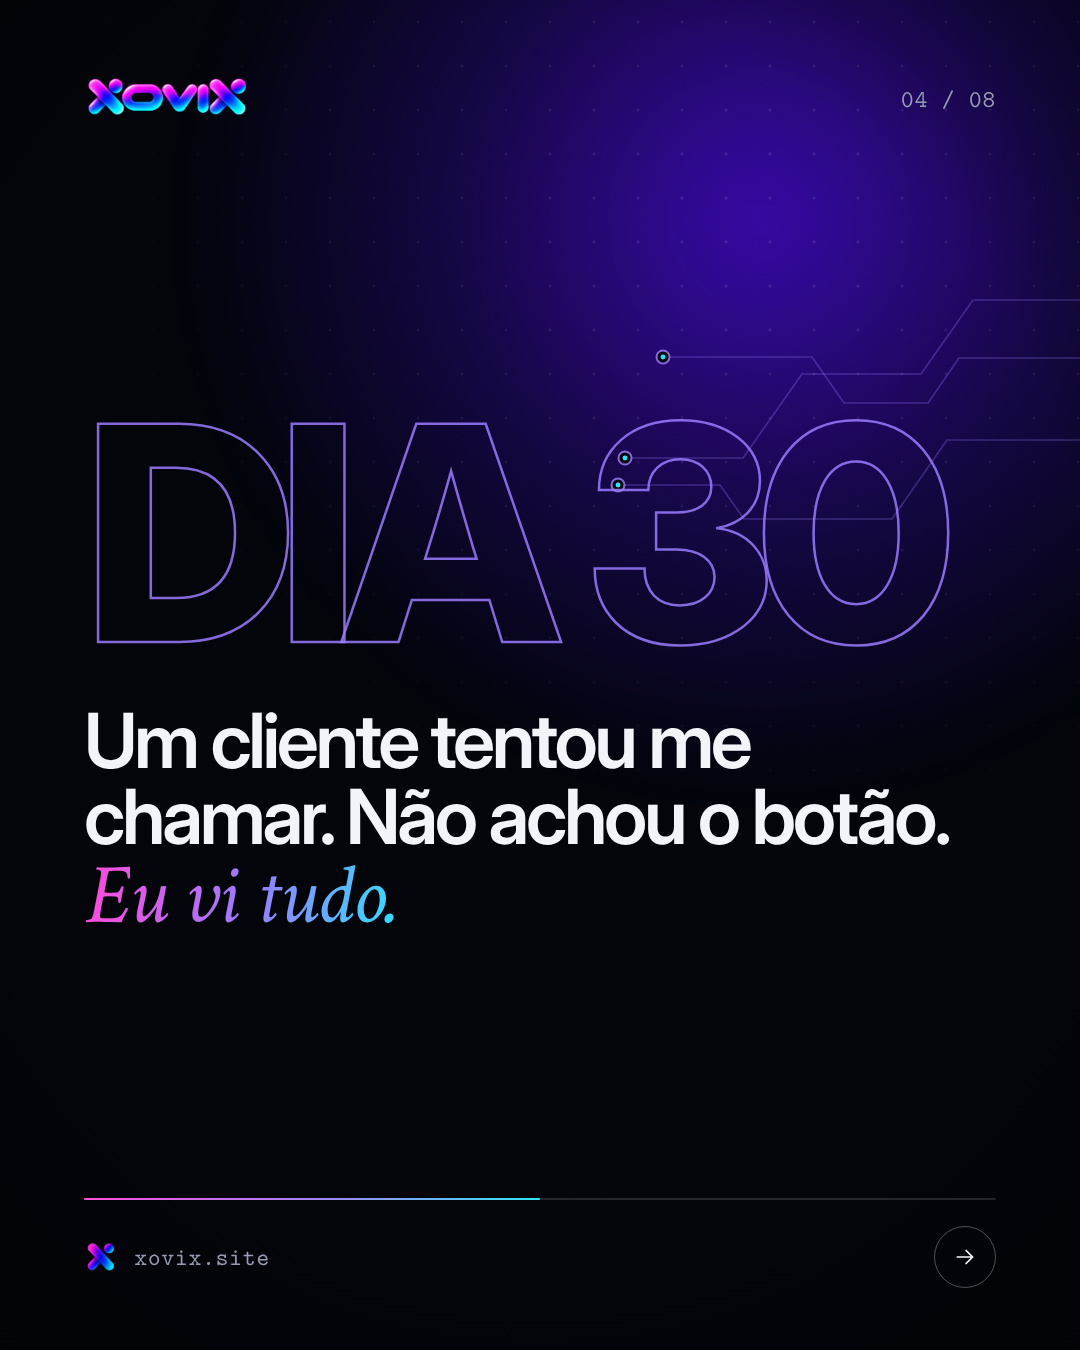 XOVIX
04 / 08
DIA 30
Um cliente tentou me
chamar. Não achou o botão.
Eu vi tudo.
xovix.site